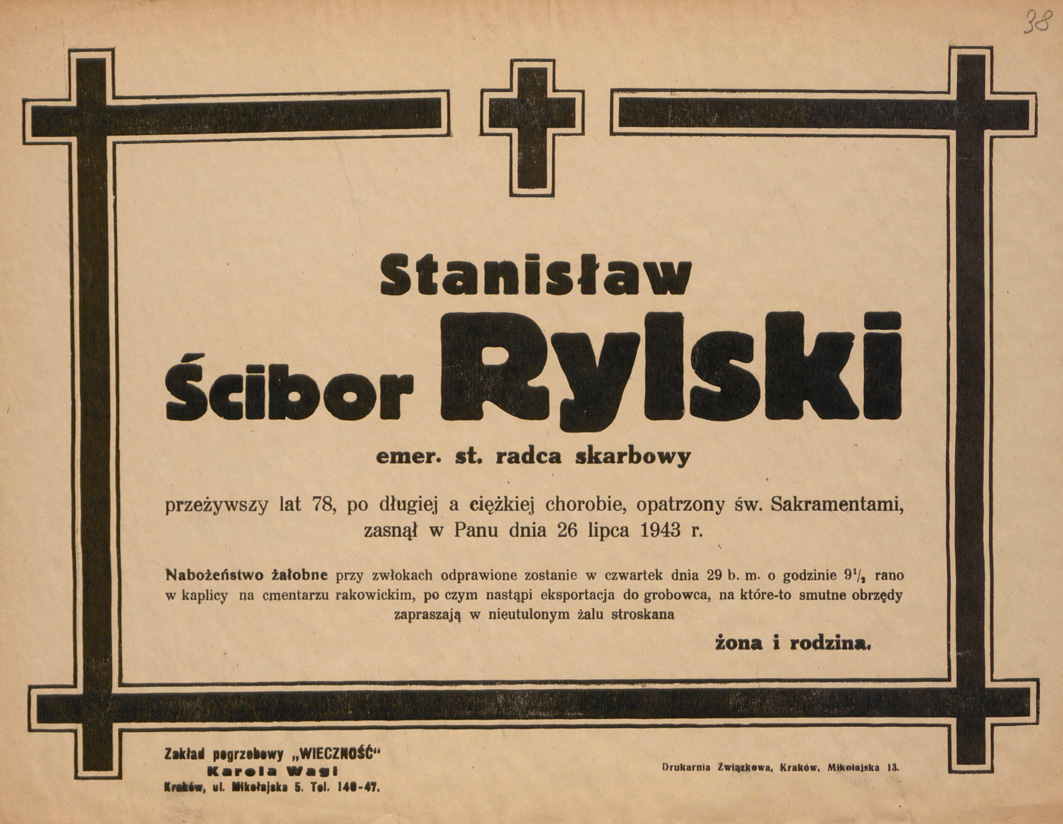 38
Stanisław
Ścibor Rylski
emer. st. radca skarbowy
przeżywszy lat 78, po długiej a ciężkiej chorobie, opatrzony św. Sakramentami,
zasnął w Panu dnia 26 lipca 1943 r.
Nabożeństwo żałobne przy zwłokach odprawione zostanie w czwartek dnia 29 b. m. o godzinie 9½ rano
w kaplicy na cmentarzu rakowickim, po czym nastąpi eksportacja do grobowca, na które-to smutne obrzędy
zapraszają w nieutulonym żalu stroskana
żona i rodzina.
Zakład pogrzebowy „WIECZNOŚĆ“
Karola Wagi
Kraków, ul. Mikołajska 5. Tel. 140-47.
Drukarnia Związkowa, Kraków, Mikołajska 13.